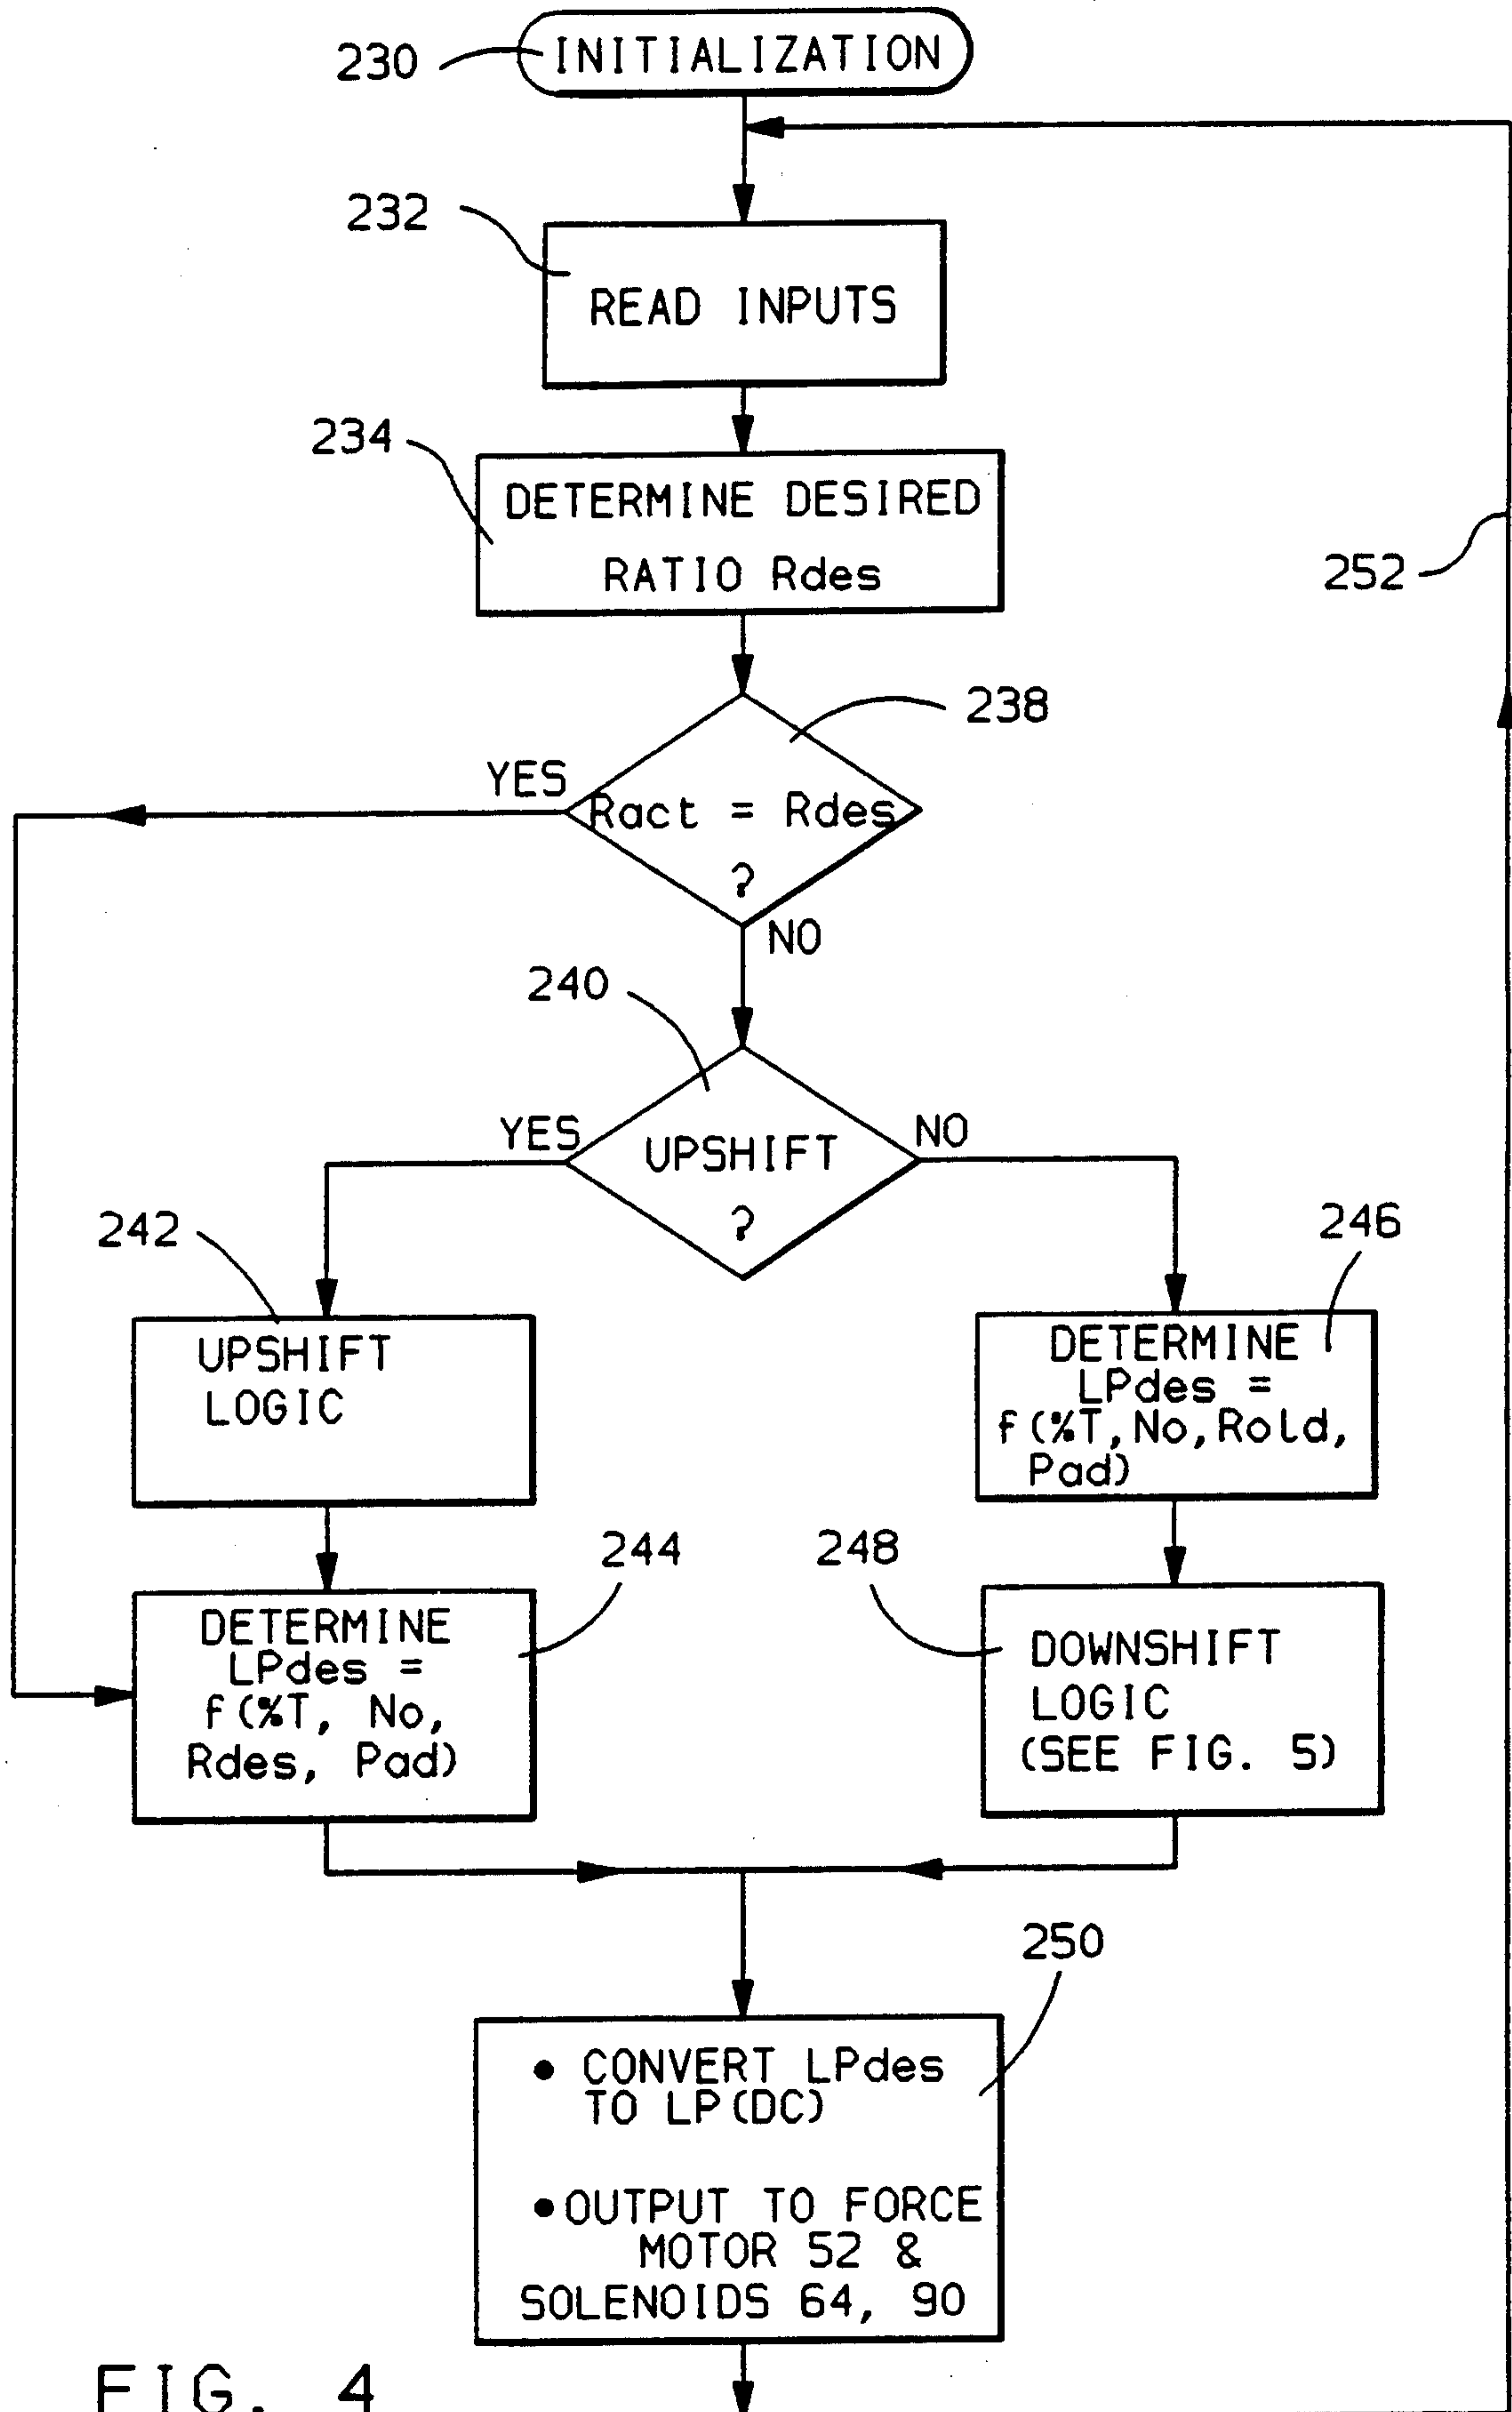 230
INITIALIZATION
232
READ INPUTS
234
DETERMINE DESIRED
RATIO Rdes
252
238
YES
Ract = Rdes
?
NO
240
YES
UPSHIFT
?
NO
242
UPSHIFT
LOGIC
246
DETERMINE
LPdes =
f(%T, No, Rold,
Pad)
244
DETERMINE
LPdes =
f(%T, No,
Rdes, Pad)
248
DOWNSHIFT
LOGIC
(SEE FIG. 5)
250
• CONVERT LPdes
TO LP(DC)
• OUTPUT TO FORCE
MOTOR 52 &
SOLENOIDS 64, 90
FIG. 4